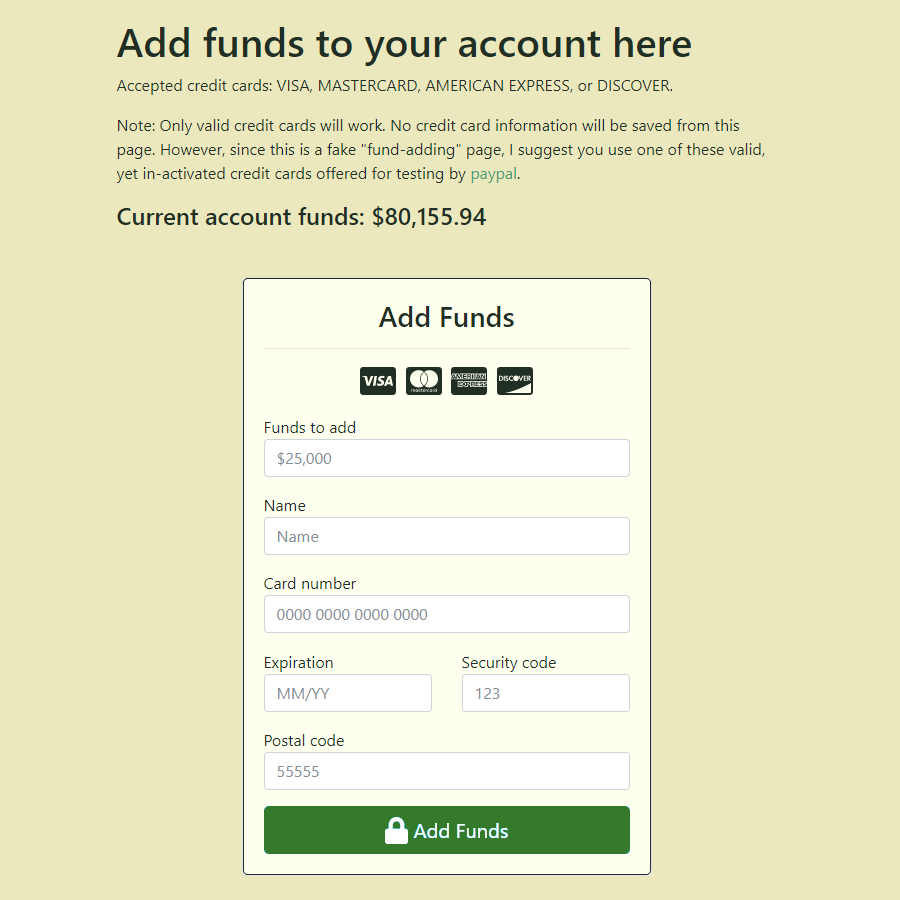 Add funds to your account here
Accepted credit cards: VISA, MASTERCARD, AMERICAN EXPRESS, or DISCOVER.
Note: Only valid credit cards will work. No credit card information will be saved from this
page. However, since this is a fake "fund-adding" page, I suggest you use one of these valid,
yet in-activated credit cards offered for testing by paypal.
Current account funds: $80,155.94
Add Funds
VISA mastercard AMERICAN EXPRESS DISCOVER
Funds to add
$25,000
Name
Name
Card number
0000 0000 0000 0000
Expiration Security code
MM/YY 123
Postal code
55555
Add Funds